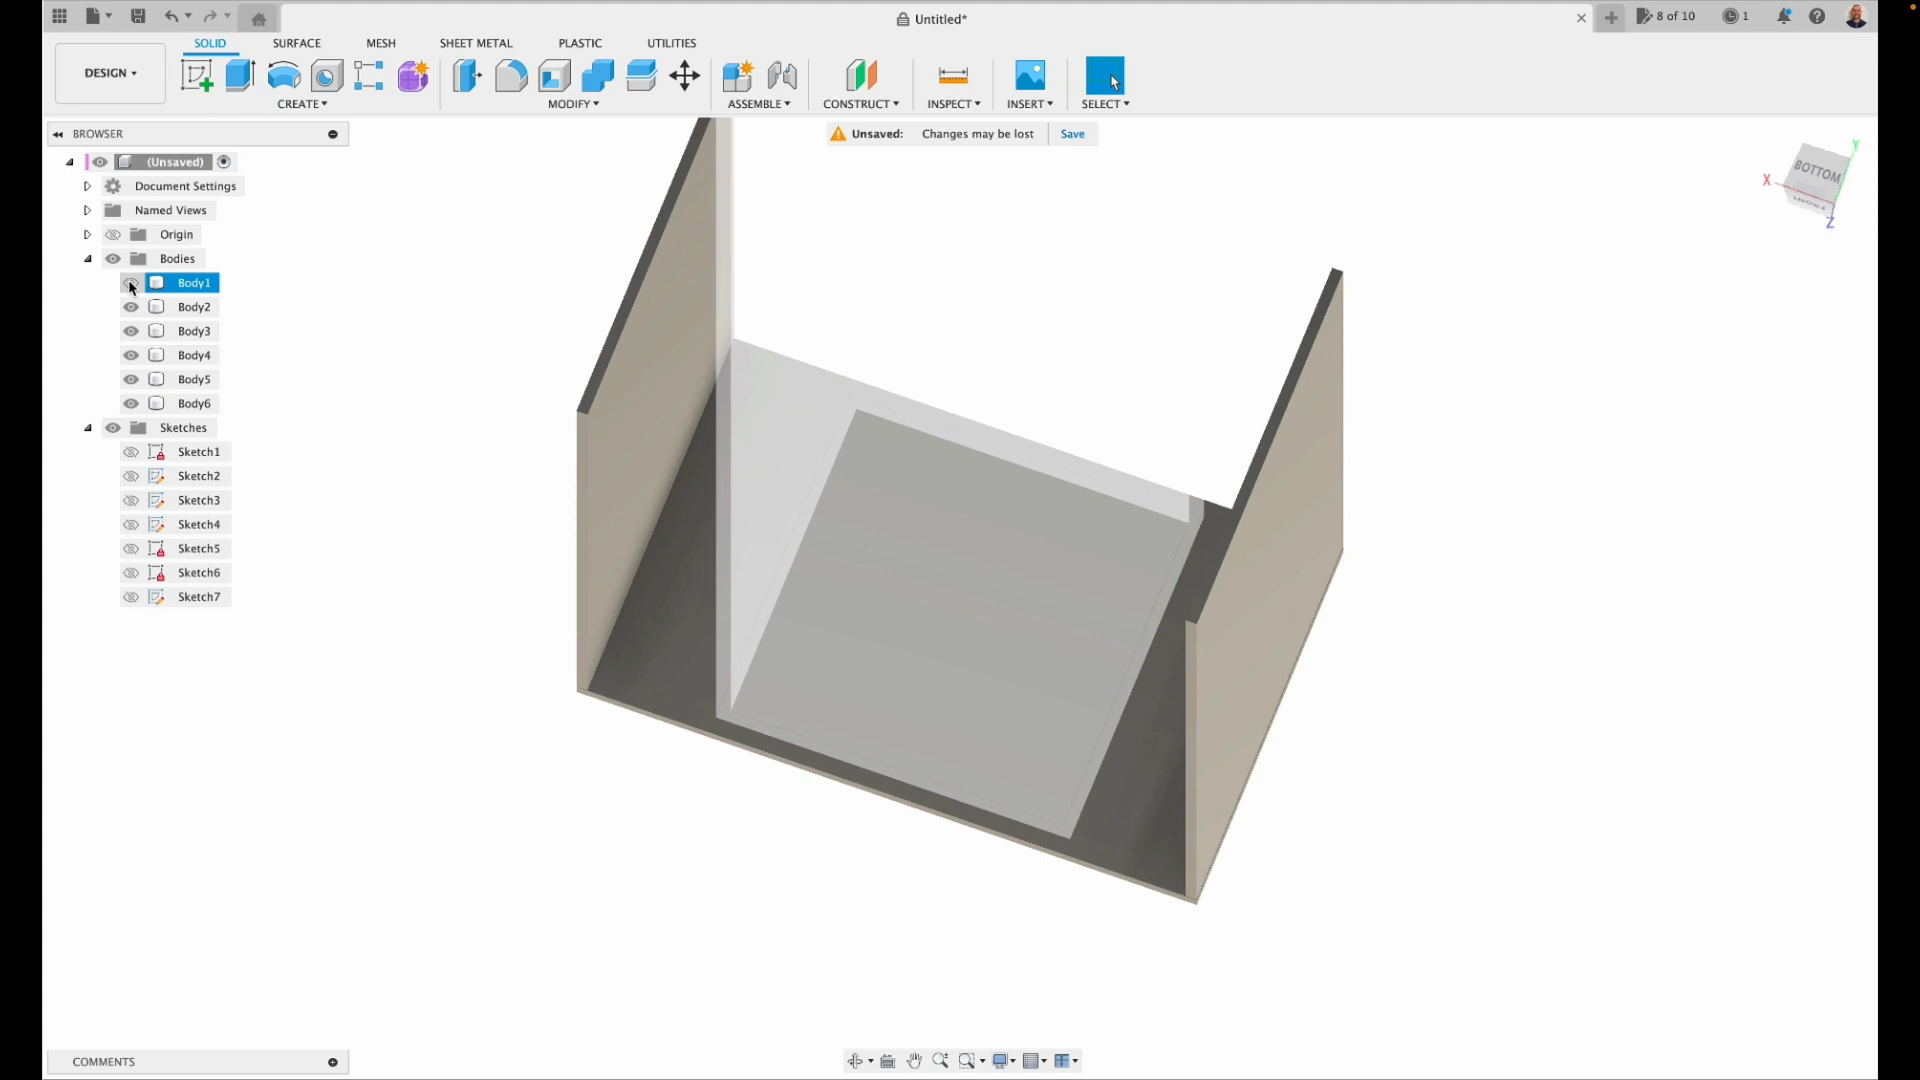 Untitled*
8 of 10
1
DESIGN
SOLID
SURFACE
MESH
SHEET METAL
PLASTIC
UTILITIES
CREATE
MODIFY
ASSEMBLE
CONSTRUCT
INSPECT
INSERT
SELECT
BROWSER
Unsaved: Changes may be lost
Save
(Unsaved)
Document Settings
Named Views
Origin
Bodies
Body1
Body2
Body3
Body4
Body5
Body6
Sketches
Sketch1
Sketch2
Sketch3
Sketch4
Sketch5
Sketch6
Sketch7
Y
BOTTOM
X
FRONT
Z
COMMENTS